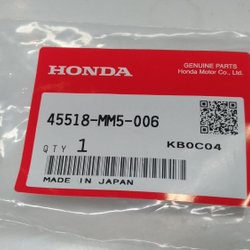 HONDA
GENUINE PARTS
Honda Motor Co., Ltd.
45518-MM5-006
QTY 1
KB0C04
MADE IN JAPAN